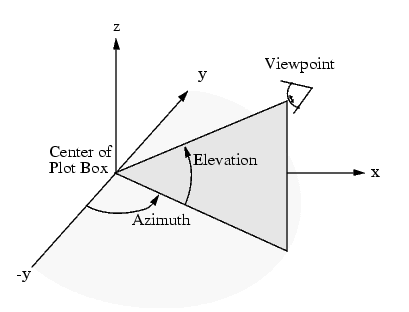 z
Viewpoint
y
Center of
Plot Box
Elevation
x
Azimuth
-y